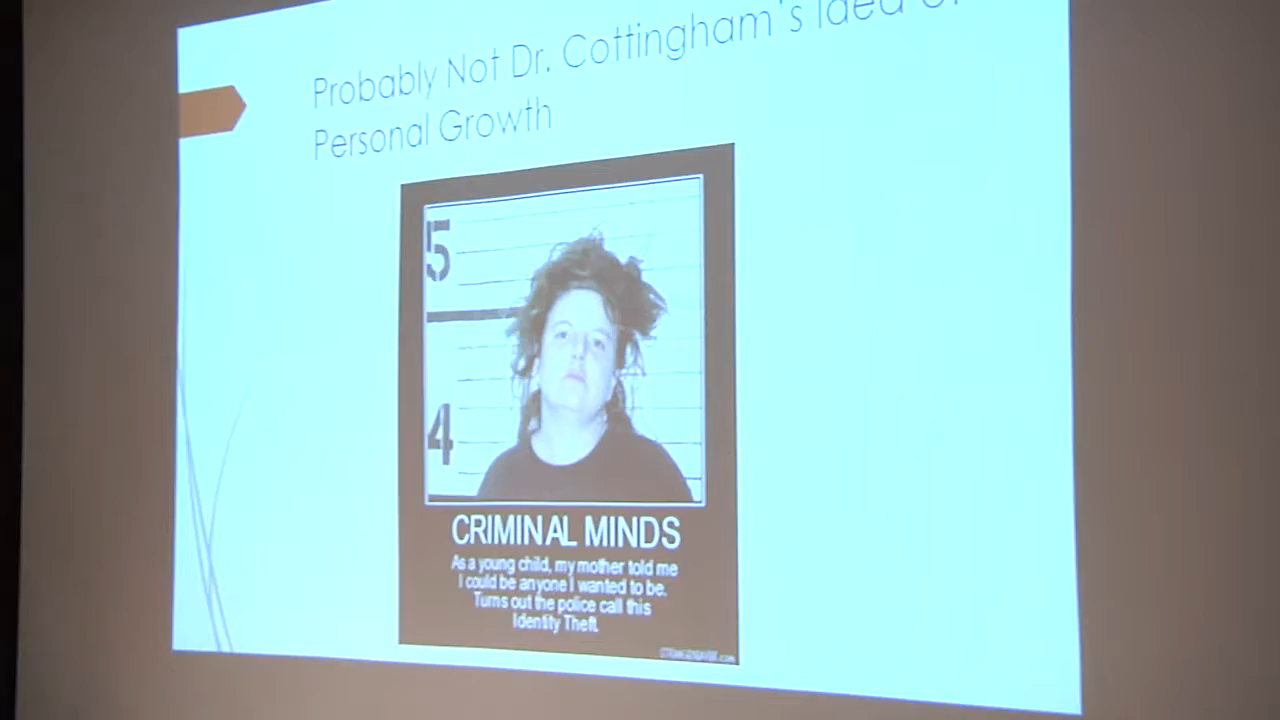 Probably Not Dr. Cottingham's Idea of
Personal Growth
5
4
CRIMINAL MINDS
As a young child, my mother told me
I could be anyone I wanted to be.
Turns out the police call this
Identity Theft.